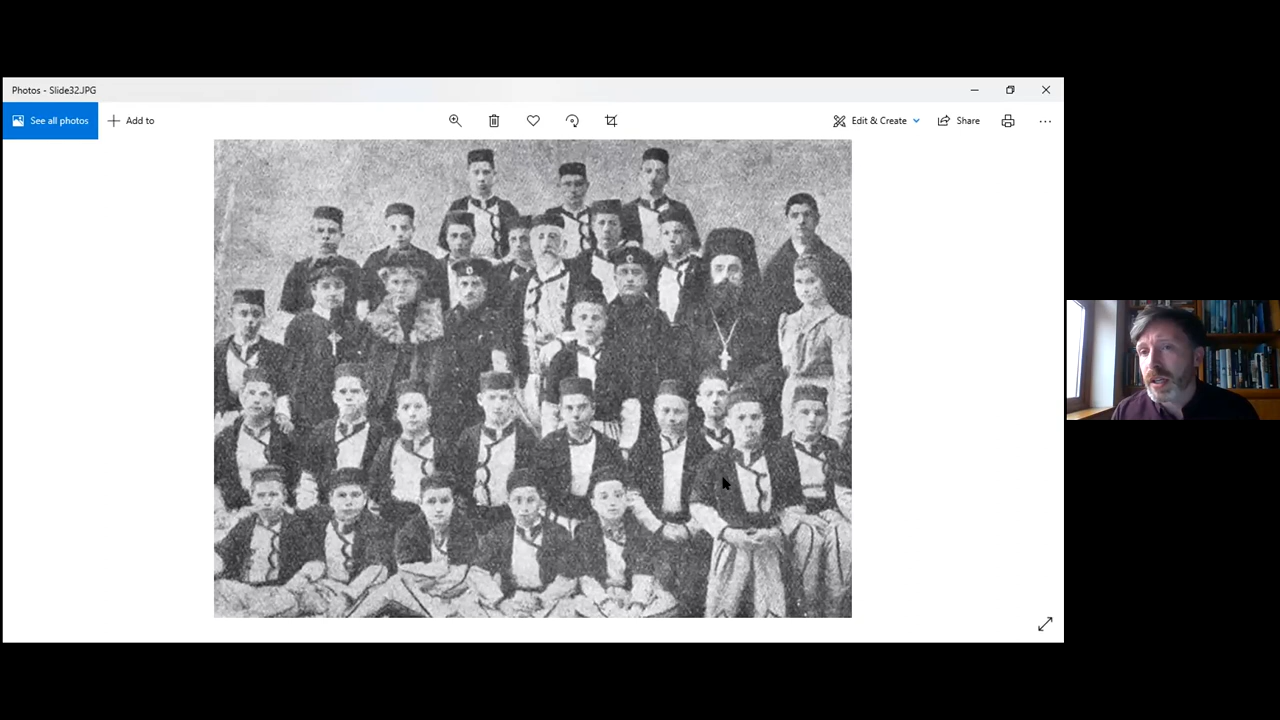 Photos - Slide32.JPG
See all photos
Add to
Edit & Create
Share